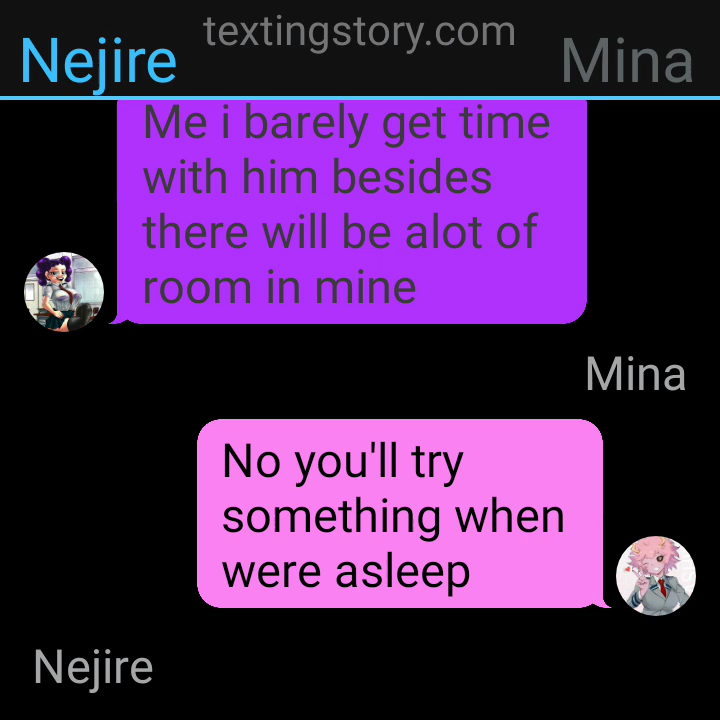 textingstory.com
Nejire
Mina
Me i barely get time
with him besides
there will be alot of
room in mine
Mina
No you'll try
something when
were asleep
Nejire